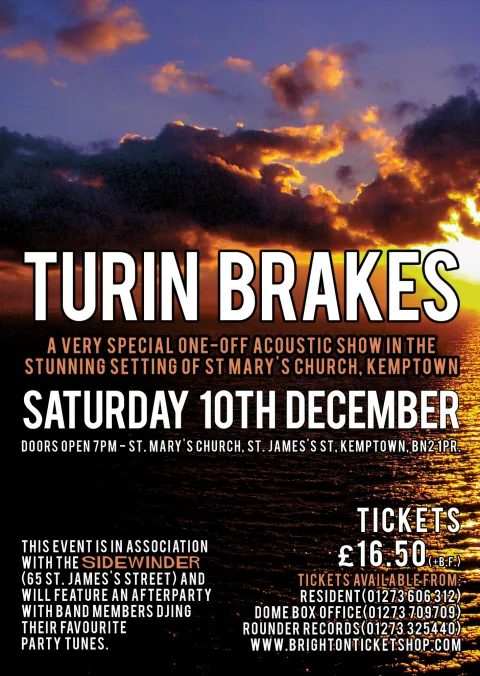 TURIN BRAKES
A VERY SPECIAL ONE-OFF ACOUSTIC SHOW IN THE
STUNNING SETTING OF ST MARY'S CHURCH, KEMPTOWN
SATURDAY 10TH DECEMBER
DOORS OPEN 7PM - ST. MARY'S CHURCH, ST. JAMES'S ST, KEMPTOWN, BN2 1PR.
THIS EVENT IS IN ASSOCIATION
WITH THE SIDEWINDER
(65 ST. JAMES'S STREET) AND
WILL FEATURE AN AFTERPARTY
WITH BAND MEMBERS DJING
THEIR FAVOURITE
PARTY TUNES.
TICKETS
£16.50 (+B.F.)
TICKETS AVAILABLE FROM:
RESIDENT(01273 606 312)
DOME BOX OFFICE(01273 709709)
ROUNDER RECORDS(01273 325440)
WWW.BRIGHTONTICKETSHOP.COM